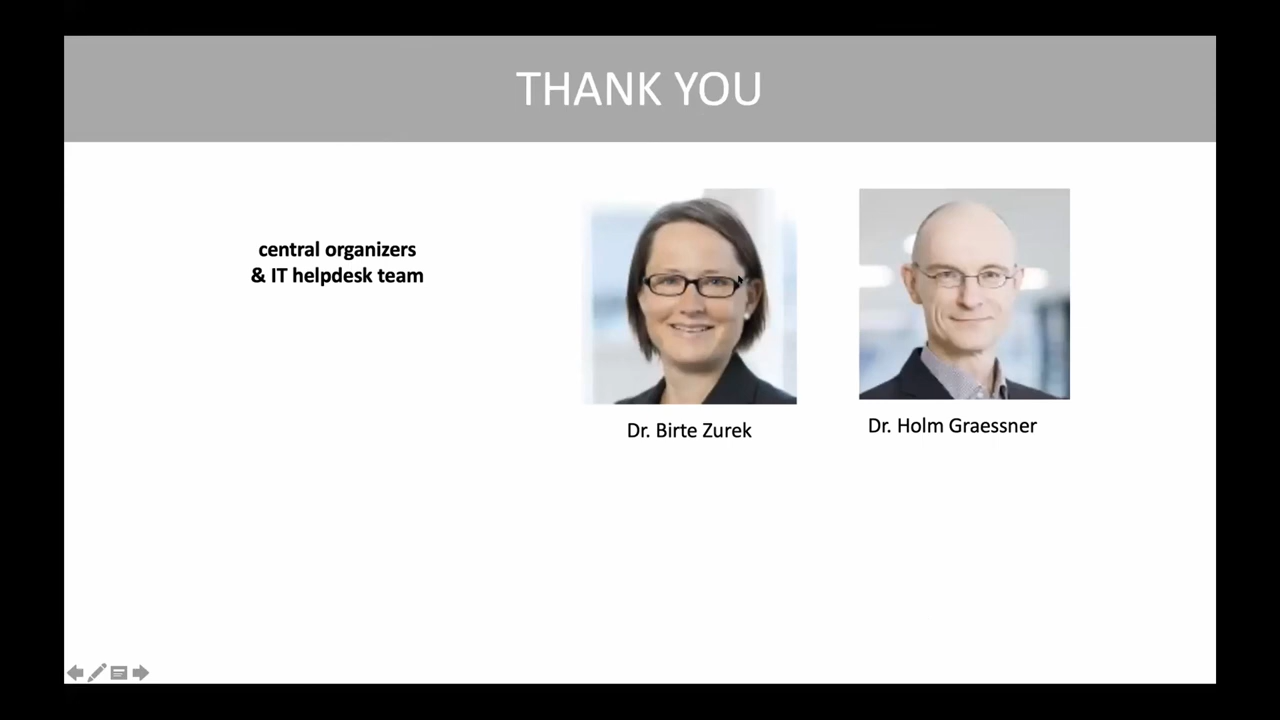 THANK YOU
central organizers
& IT helpdesk team
Dr. Birte Zurek
Dr. Holm Graessner